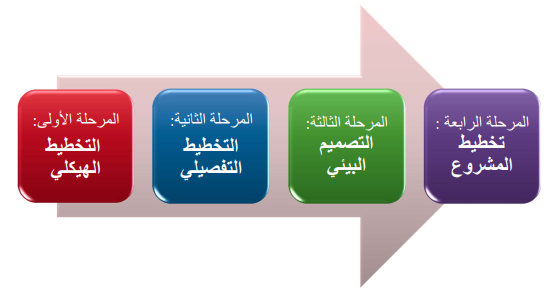 المرحلة الأولى:
التخطيط
الهيكلي
المرحلة الثانية:
التخطيط
التفصيلي
المرحلة الثالثة:
التصميم
البيئي
المرحلة الرابعة :
تخطيط
المشروع